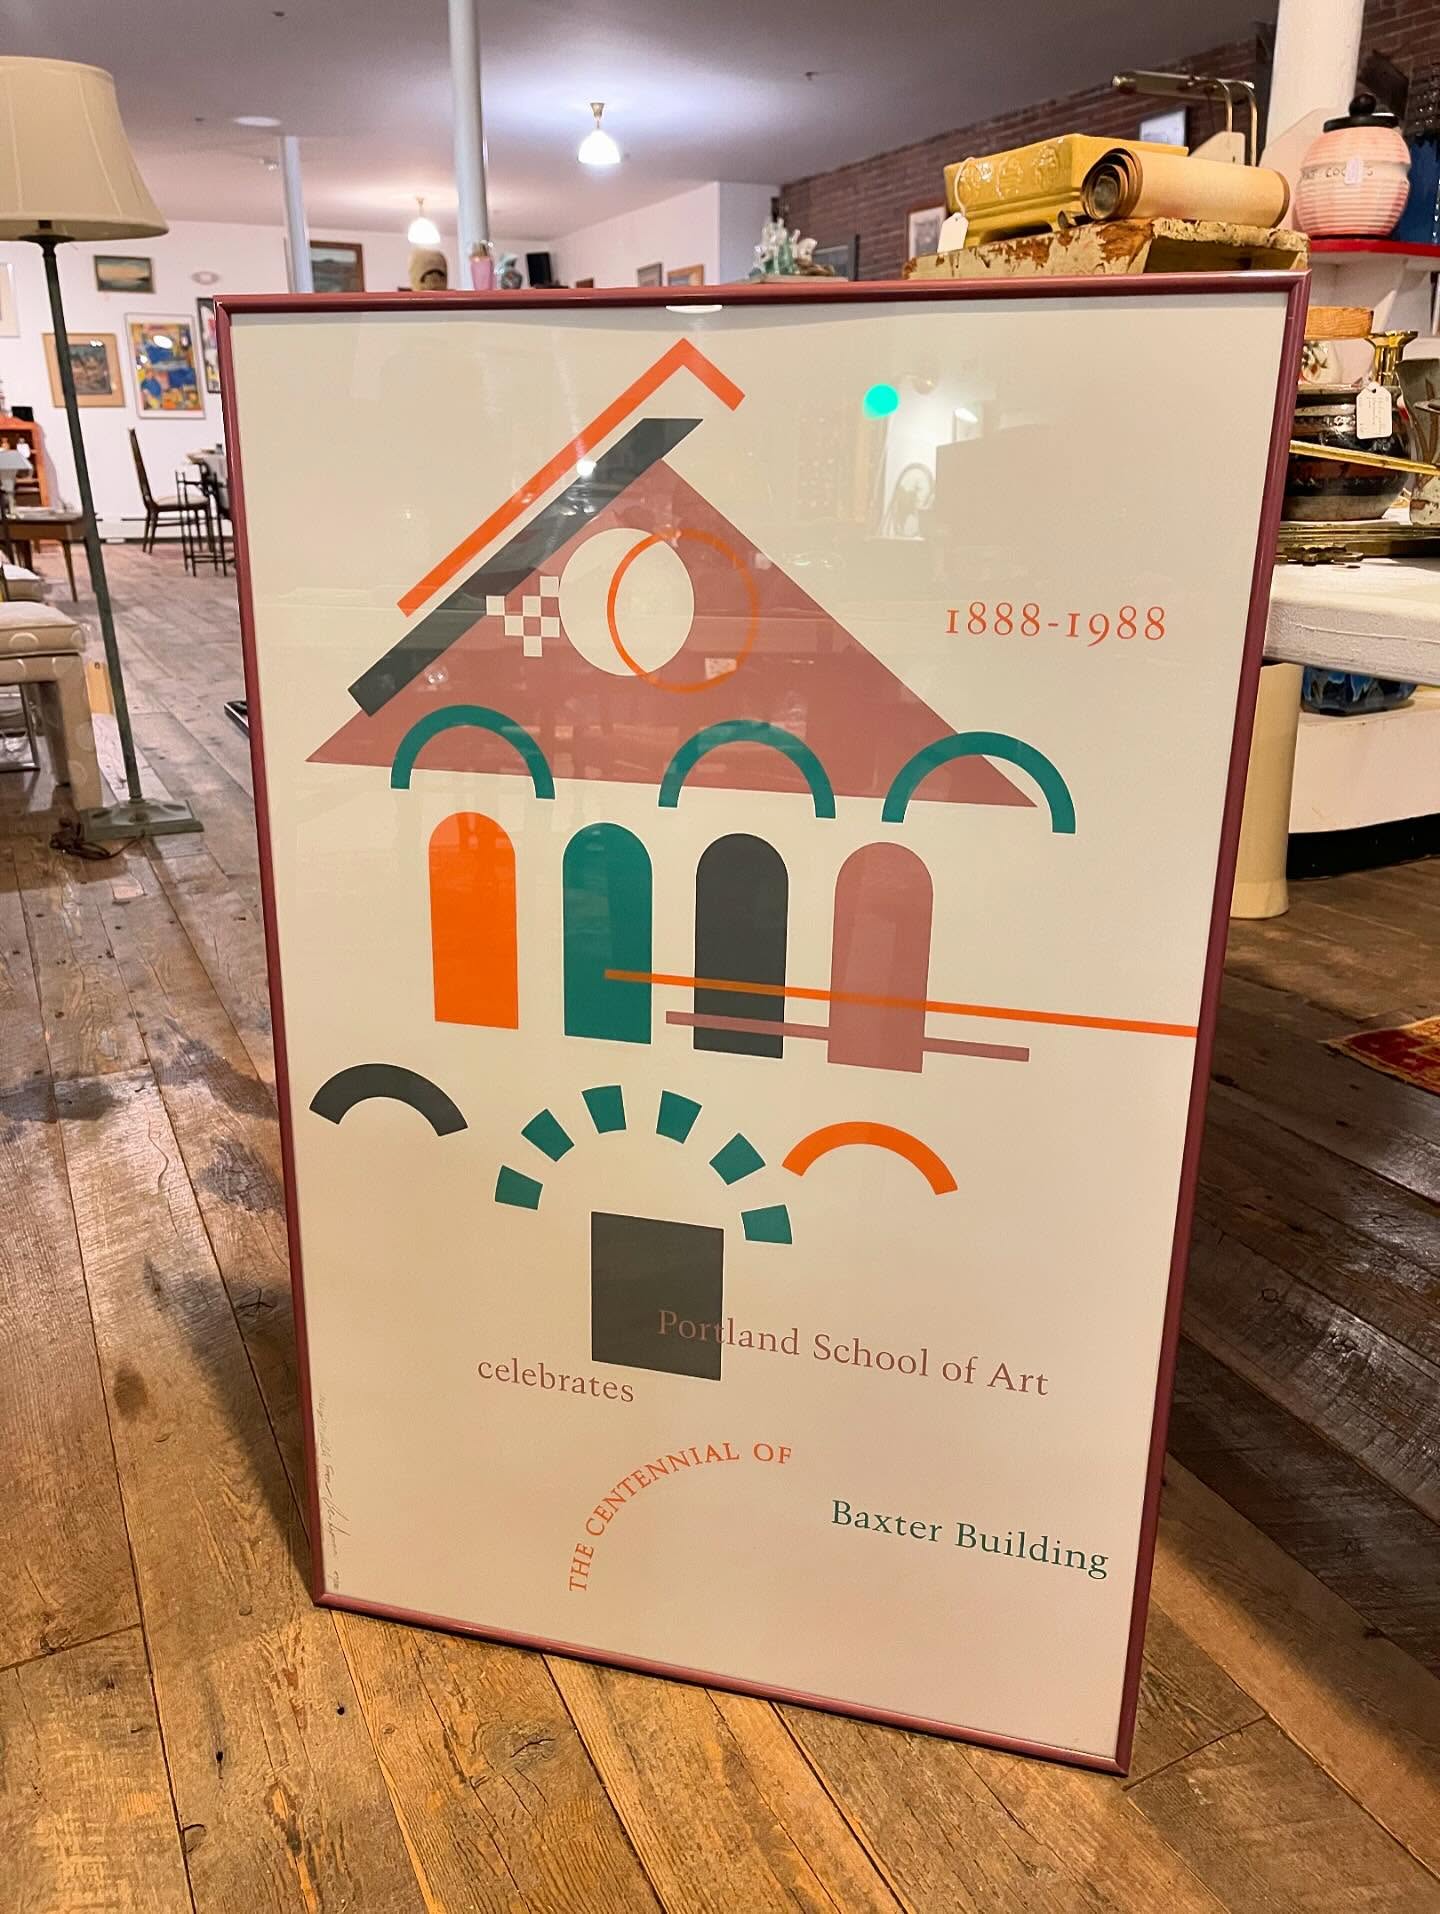 1888-1988
Portland School of Art
celebrates
THE CENTENNIAL OF
Baxter Building